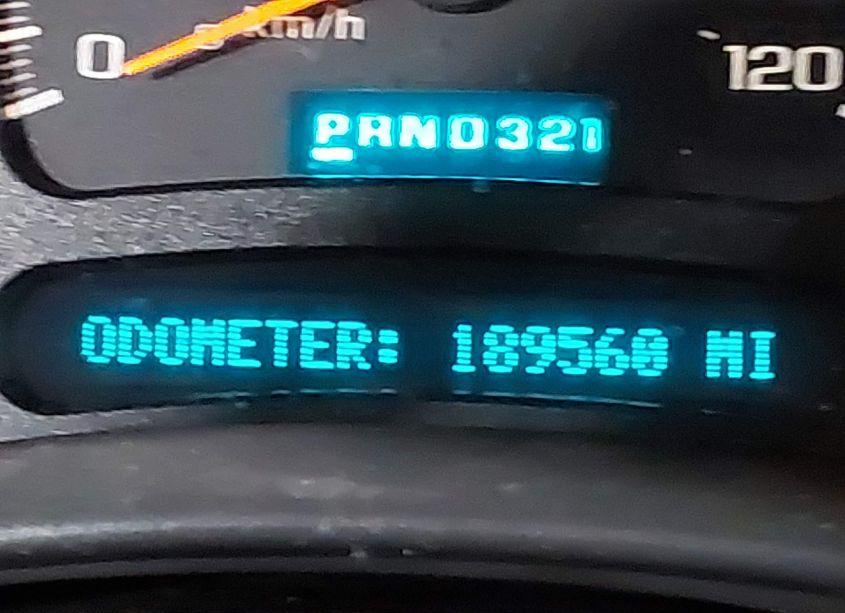 km/h
0
120
PRND321
ODOMETER: 189560 MI